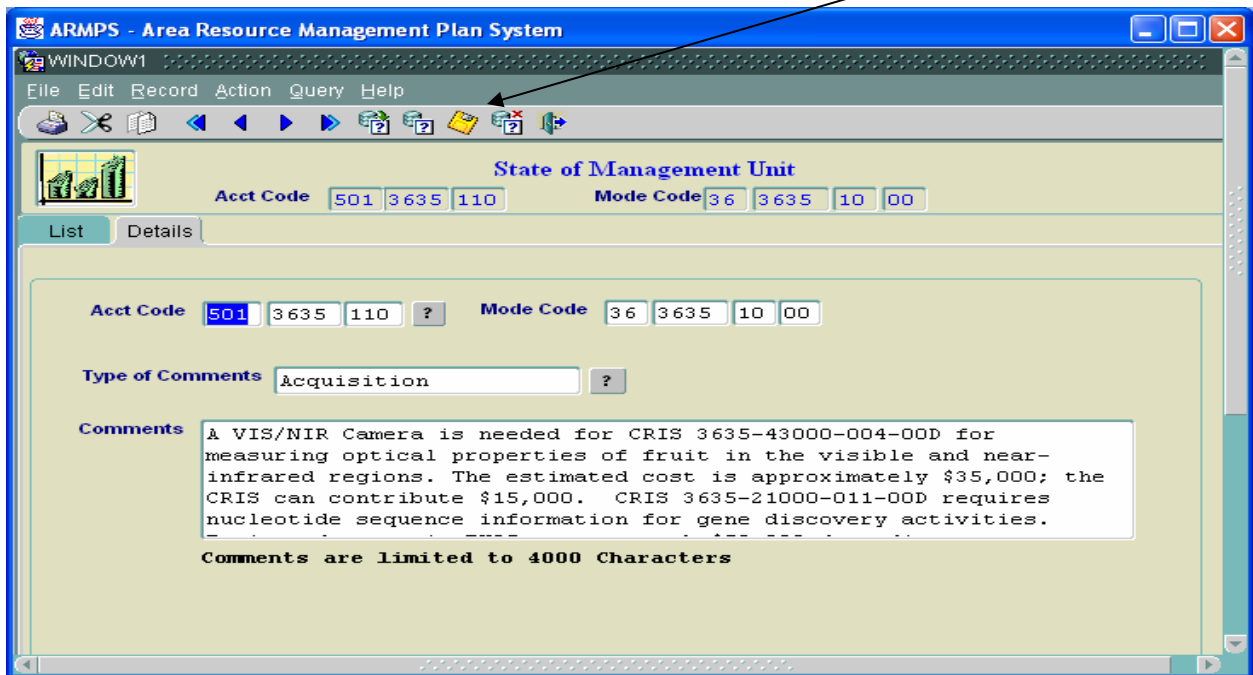 ARMPS - Area Resource Management Plan System
WINDOW1
File Edit Record Action Query Help
State of Management Unit
Acct Code 501 3635 110 Mode Code 36 3635 10 00
List Details
Acct Code 501 3635 110 ? Mode Code 36 3635 10 00
Type of Comments Acquisition ?
Comments
A VIS/NIR Camera is needed for CRIS 3635-43000-004-00D for
measuring optical properties of fruit in the visible and near-
infrared regions. The estimated cost is approximately $35,000; the
CRIS can contribute $15,000. CRIS 3635-21000-011-00D requires
nucleotide sequence information for gene discovery activities.
Comments are limited to 4000 Characters